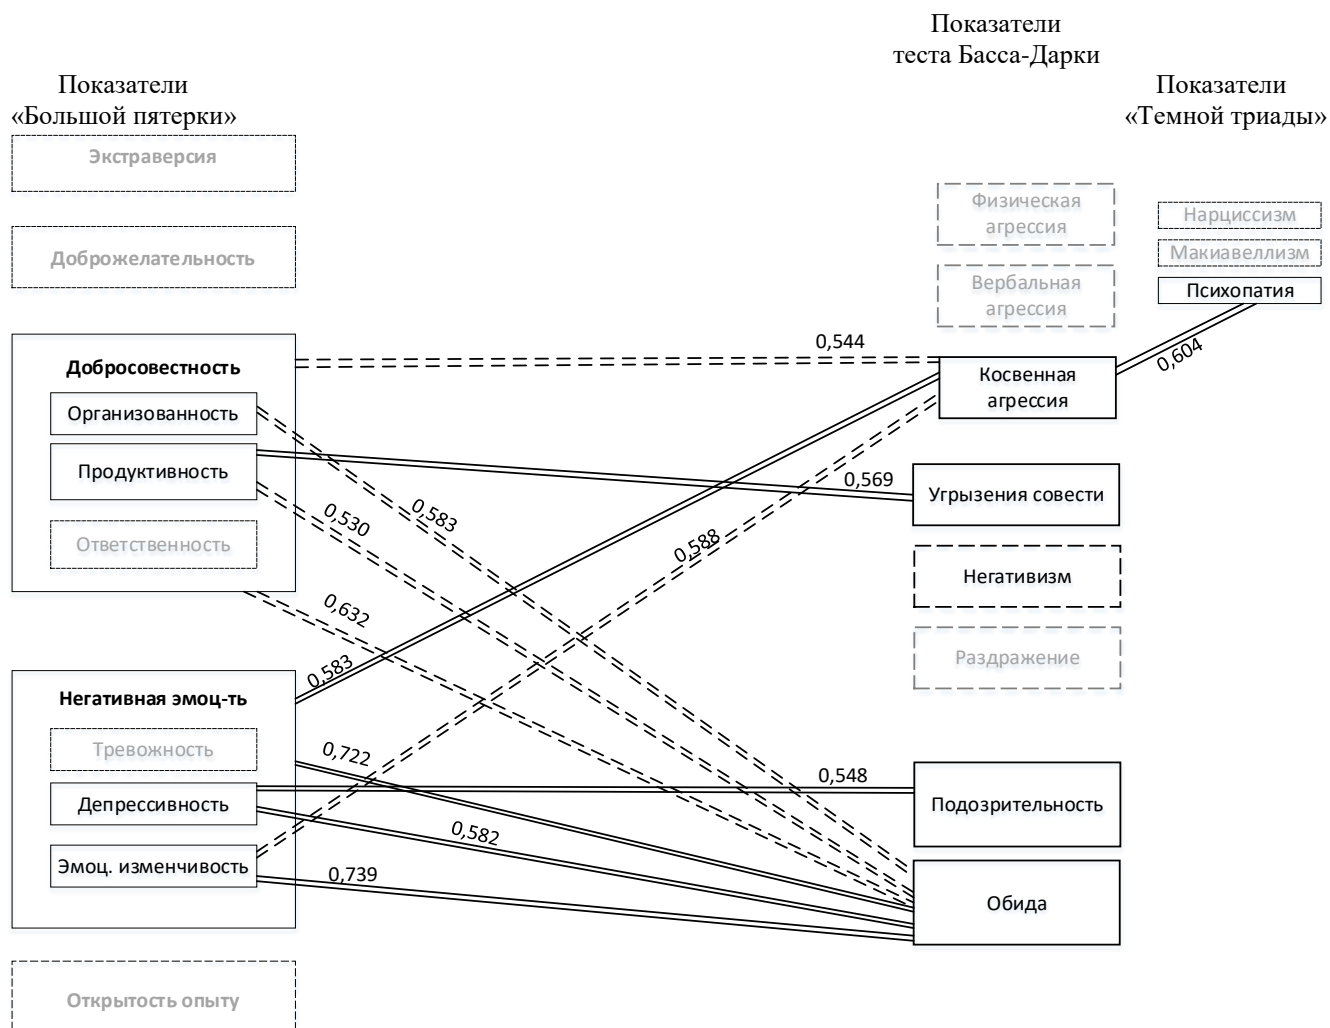 Показатели
теста Басса-Дарки
Показатели
«Большой пятерки»
Показатели
«Темной триады»
Экстраверсия
Доброжелательность
Добросовестность
Организованность
Продуктивность
Ответственность
Негативная эмоц-ть
Тревожность
Депрессивность
Эмоц. изменчивость
Открытость опыту
0,544
0,569
0,583
0,530
0,588
0,632
0,583
0,722
0,548
0,582
0,739
Физическая
агрессия
Вербальная
агрессия
Косвенная
агрессия
Угрызения совести
Негативизм
Раздражение
Подозрительность
Обида
0,604
Нарциссизм
Макиавеллизм
Психопатия